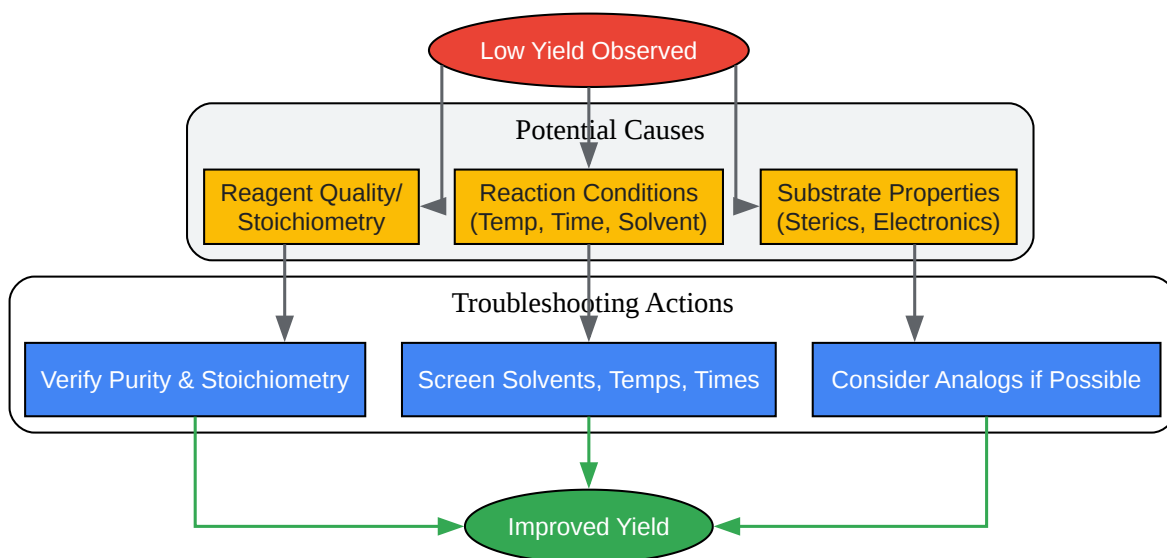 Low Yield Observed
Potential Causes
Reagent Quality/
Stoichiometry
Reaction Conditions
(Temp, Time, Solvent)
Substrate Properties
(Sterics, Electronics)
Troubleshooting Actions
Verify Purity & Stoichiometry
Screen Solvents, Temps, Times
Consider Analogs if Possible
Improved Yield